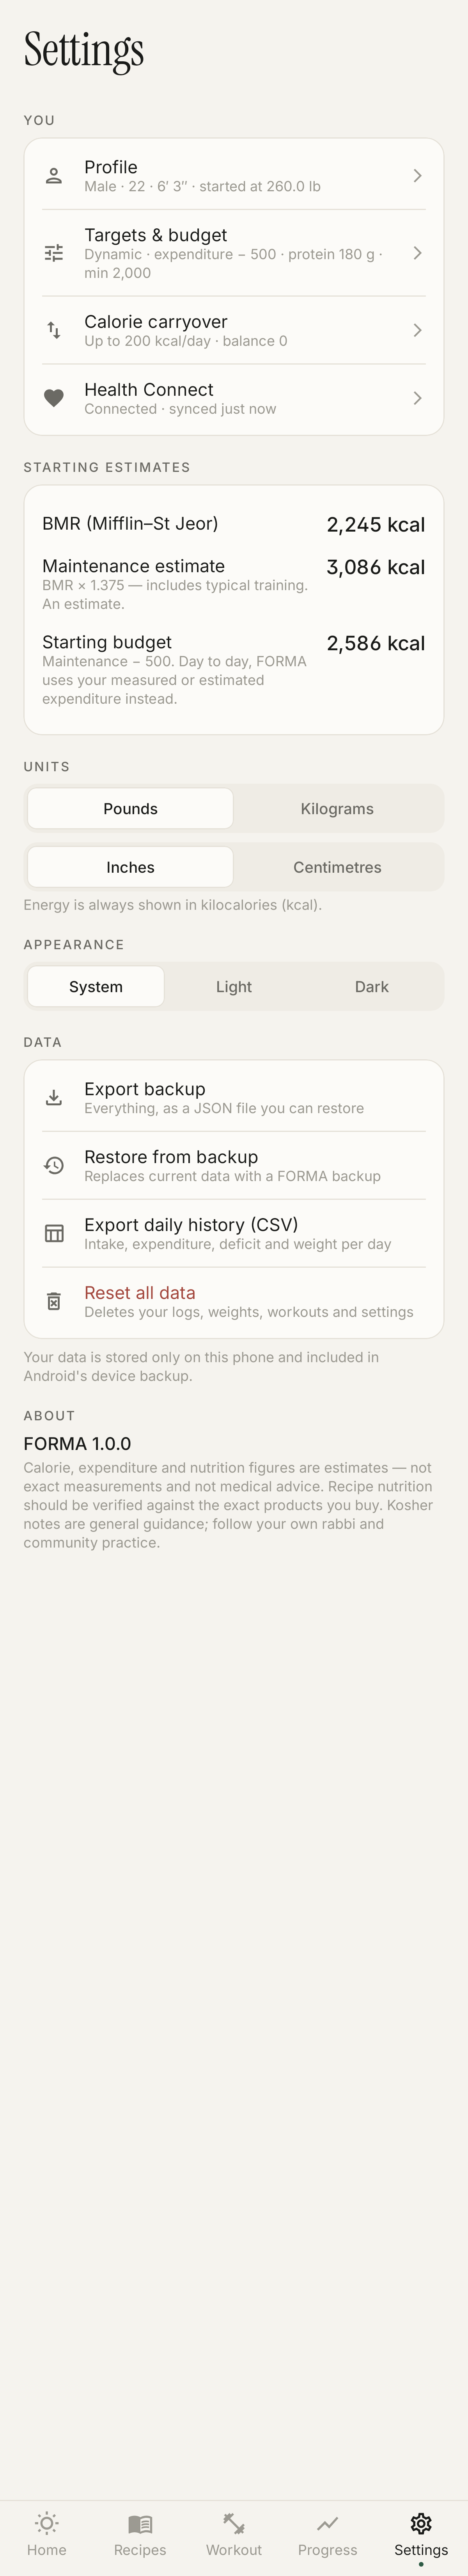 Settings
YOU
Profile
Male · 22 · 6′ 3″ · started at 260.0 lb
Targets & budget
Dynamic · expenditure − 500 · protein 180 g ·
min 2,000
Calorie carryover
Up to 200 kcal/day · balance 0
Health Connect
Connected · synced just now
STARTING ESTIMATES
BMR (Mifflin–St Jeor) 2,245 kcal
Maintenance estimate 3,086 kcal
BMR × 1.375 — includes typical training.
An estimate.
Starting budget 2,586 kcal
Maintenance − 500. Day to day, FORMA
uses your measured or estimated
expenditure instead.
UNITS
Pounds Kilograms
Inches Centimetres
Energy is always shown in kilocalories (kcal).
APPEARANCE
System Light Dark
DATA
Export backup
Everything, as a JSON file you can restore
Restore from backup
Replaces current data with a FORMA backup
Export daily history (CSV)
Intake, expenditure, deficit and weight per day
Reset all data
Deletes your logs, weights, workouts and settings
Your data is stored only on this phone and included in
Android's device backup.
ABOUT
FORMA 1.0.0
Calorie, expenditure and nutrition figures are estimates — not
exact measurements and not medical advice. Recipe nutrition
should be verified against the exact products you buy. Kosher
notes are general guidance; follow your own rabbi and
community practice.
Home Recipes Workout Progress Settings